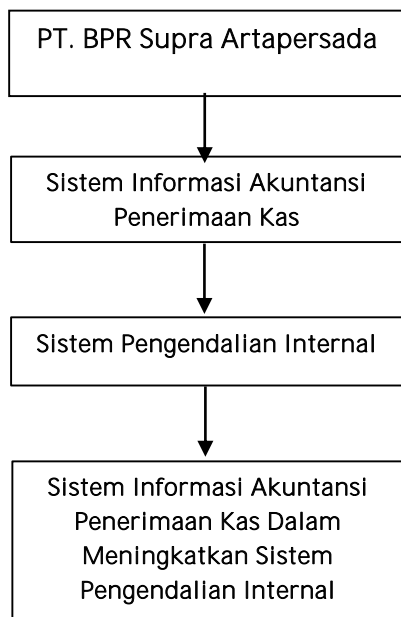 PT. BPR Supra Artapersada
Sistem Informasi Akuntansi
Penerimaan Kas
Sistem Pengendalian Internal
Sistem Informasi Akuntansi
Penerimaan Kas Dalam
Meningkatkan Sistem
Pengendalian Internal